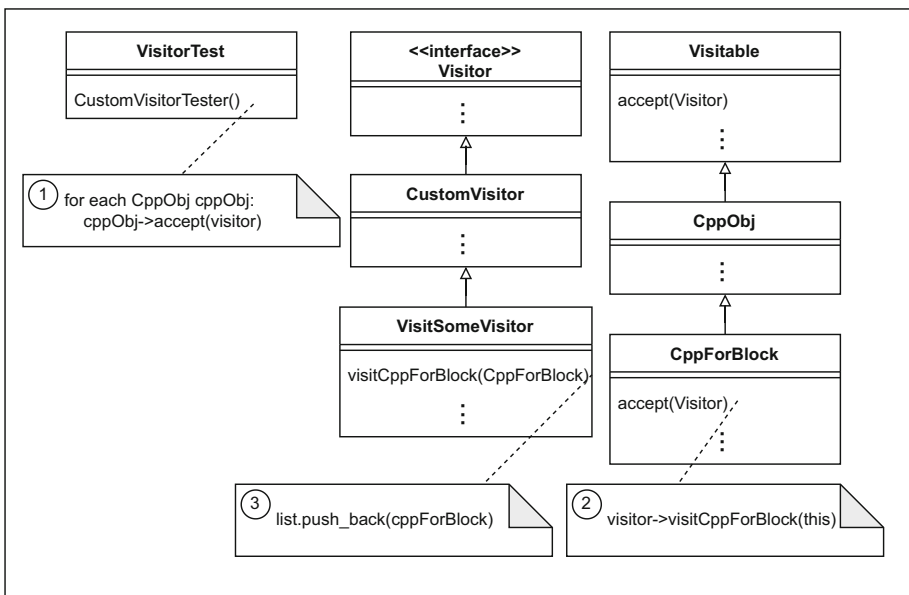 VisitorTest
CustomVisitorTester()
1
for each CppObj cppObj:
cppObj->accept(visitor)
<<interface>>
Visitor
CustomVisitor
VisitSomeVisitor
visitCppForBlock(CppForBlock)
3
list.push_back(cppForBlock)
Visitable
accept(Visitor)
CppObj
CppForBlock
accept(Visitor)
2
visitor->visitCppForBlock(this)